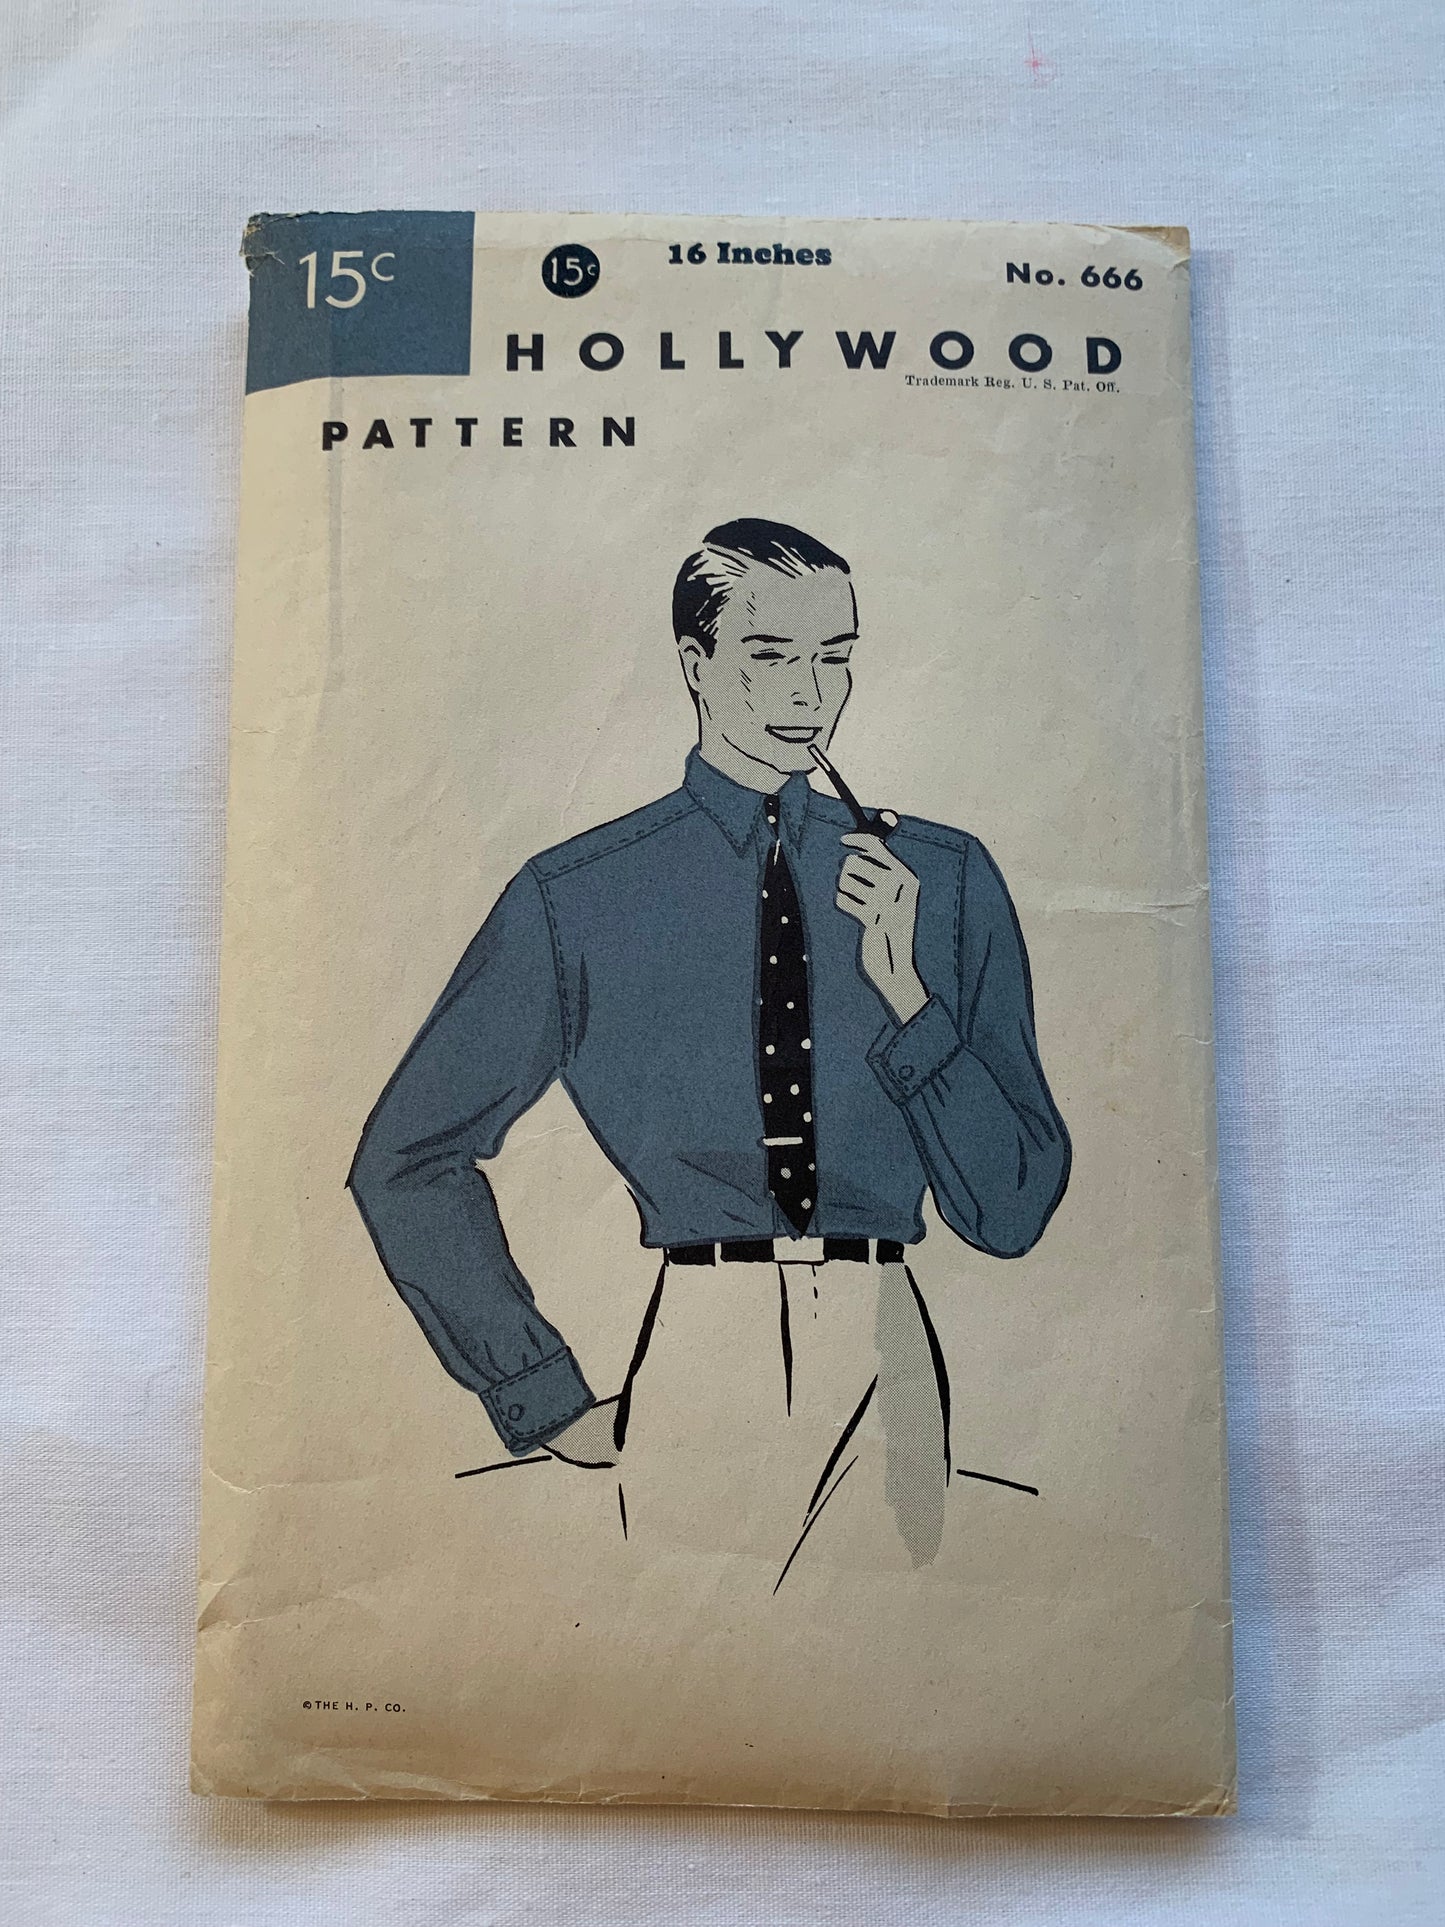 15c
15c
16 Inches
No. 666
HOLLYWOOD
Trademark Reg. U. S. Pat. Off.
PATTERN
© THE H. P. CO.